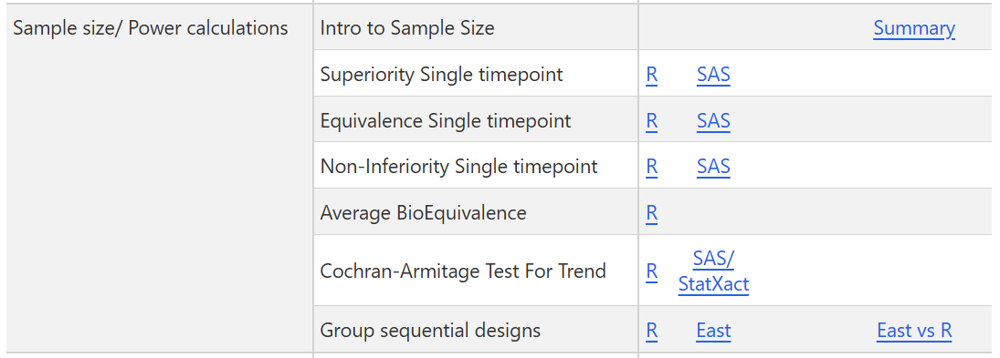 Sample size/ Power calculations Intro to Sample Size Summary
Superiority Single timepoint R SAS
Equivalence Single timepoint R SAS
Non-Inferiority Single timepoint R SAS
Average BioEquivalence R
Cochran-Armitage Test For Trend R SAS/
StatXact
Group sequential designs R East East vs R